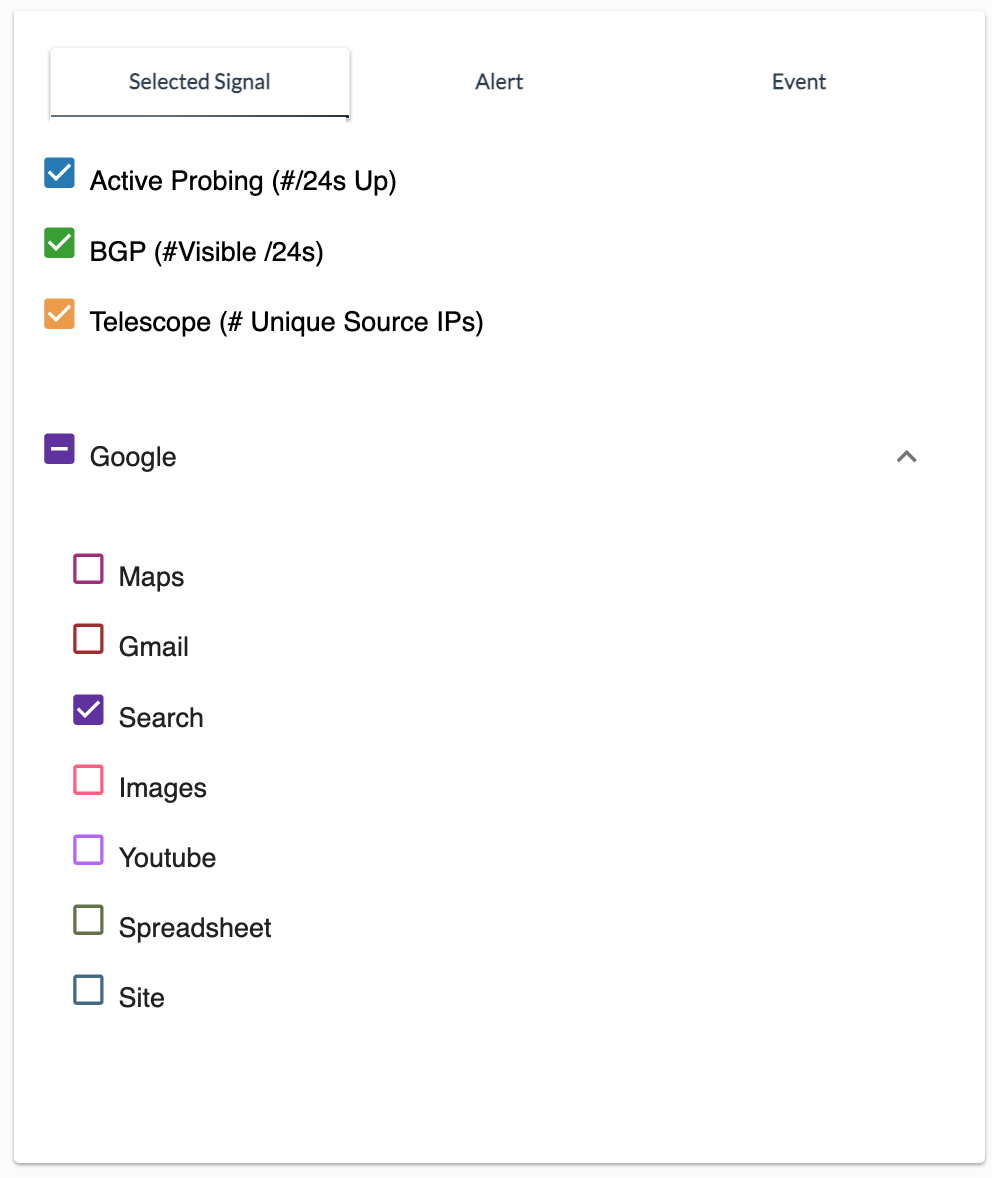 Selected Signal
Alert
Event
Active Probing (#/24s Up)
BGP (#Visible /24s)
Telescope (# Unique Source IPs)
Google
Maps
Gmail
Search
Images
Youtube
Spreadsheet
Site